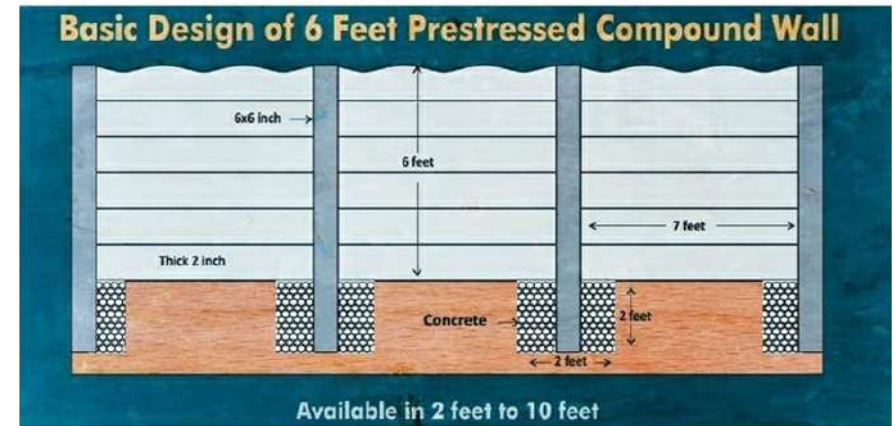 Basic Design of 6 Feet Prestressed Compound Wall
6x6 inch
6 feet
7 feet
Thick 2 inch
Concrete
2 feet
2 feet
Available in 2 feet to 10 feet